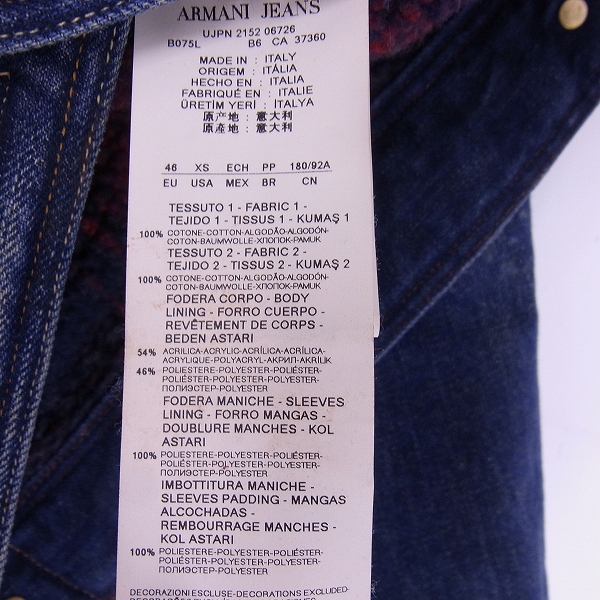 ARMANI JEANS
UJPN 2152 06726
B075L B6 CA 37360
MADE IN : ITALY
ORIGEM : ITÁLIA
HECHO EN : ITALIA
FABRIQUÉ EN : ITALIE
ÜRETİM YERİ : İTALYA
原产地 : 意大利
原產地 : 意大利
46 XS ECH PP 180/92A
EU USA MEX BR CN
TESSUTO 1 - FABRIC 1 -
TEJIDO 1 - TISSUS 1 - KUMAŞ 1
100% COTONE-COTTON-ALGODÃO-ALGODÓN-
COTON-BAUMWOLLE-ХЛОПОК-PAMUK
TESSUTO 2 - FABRIC 2 -
TEJIDO 2 - TISSUS 2 - KUMAŞ 2
100% COTONE-COTTON-ALGODÃO-ALGODÓN-
COTON-BAUMWOLLE-ХЛОПОК-PAMUK
FODERA CORPO - BODY
LINING - FORRO CUERPO -
REVÊTEMENT DE CORPS -
BEDEN ASTARI
54% ACRILICA-ACRYLIC-ACRÍLICA-ACRÍLICA-
ACRYLIQUE-POLYACRYL-АКРИЛ-AKRİLİK
46% POLIESTERE-POLYESTER-POLIÉSTER-
POLIÉSTER-POLYESTER-POLYESTER-
ПОЛИЭСТЕР-POLYESTER
FODERA MANICHE - SLEEVES
LINING - FORRO MANGAS -
DOUBLURE MANCHES - KOL
ASTARI
100% POLIESTERE-POLYESTER-POLIÉSTER-
POLIÉSTER-POLYESTER-POLYESTER-
ПОЛИЭСТЕР-POLYESTER
IMBOTTITURA MANICHE -
SLEEVES PADDING - MANGAS
ALCOCHADAS -
REMBOURRAGE MANCHES -
KOL ASTARI
100% POLIESTERE-POLYESTER-POLIÉSTER-
POLIÉSTER-POLYESTER-POLYESTER-
ПОЛИЭСТЕР-POLYESTER
DECORAZIONI ESCLUSE-DECORATIONS EXCLUDED-